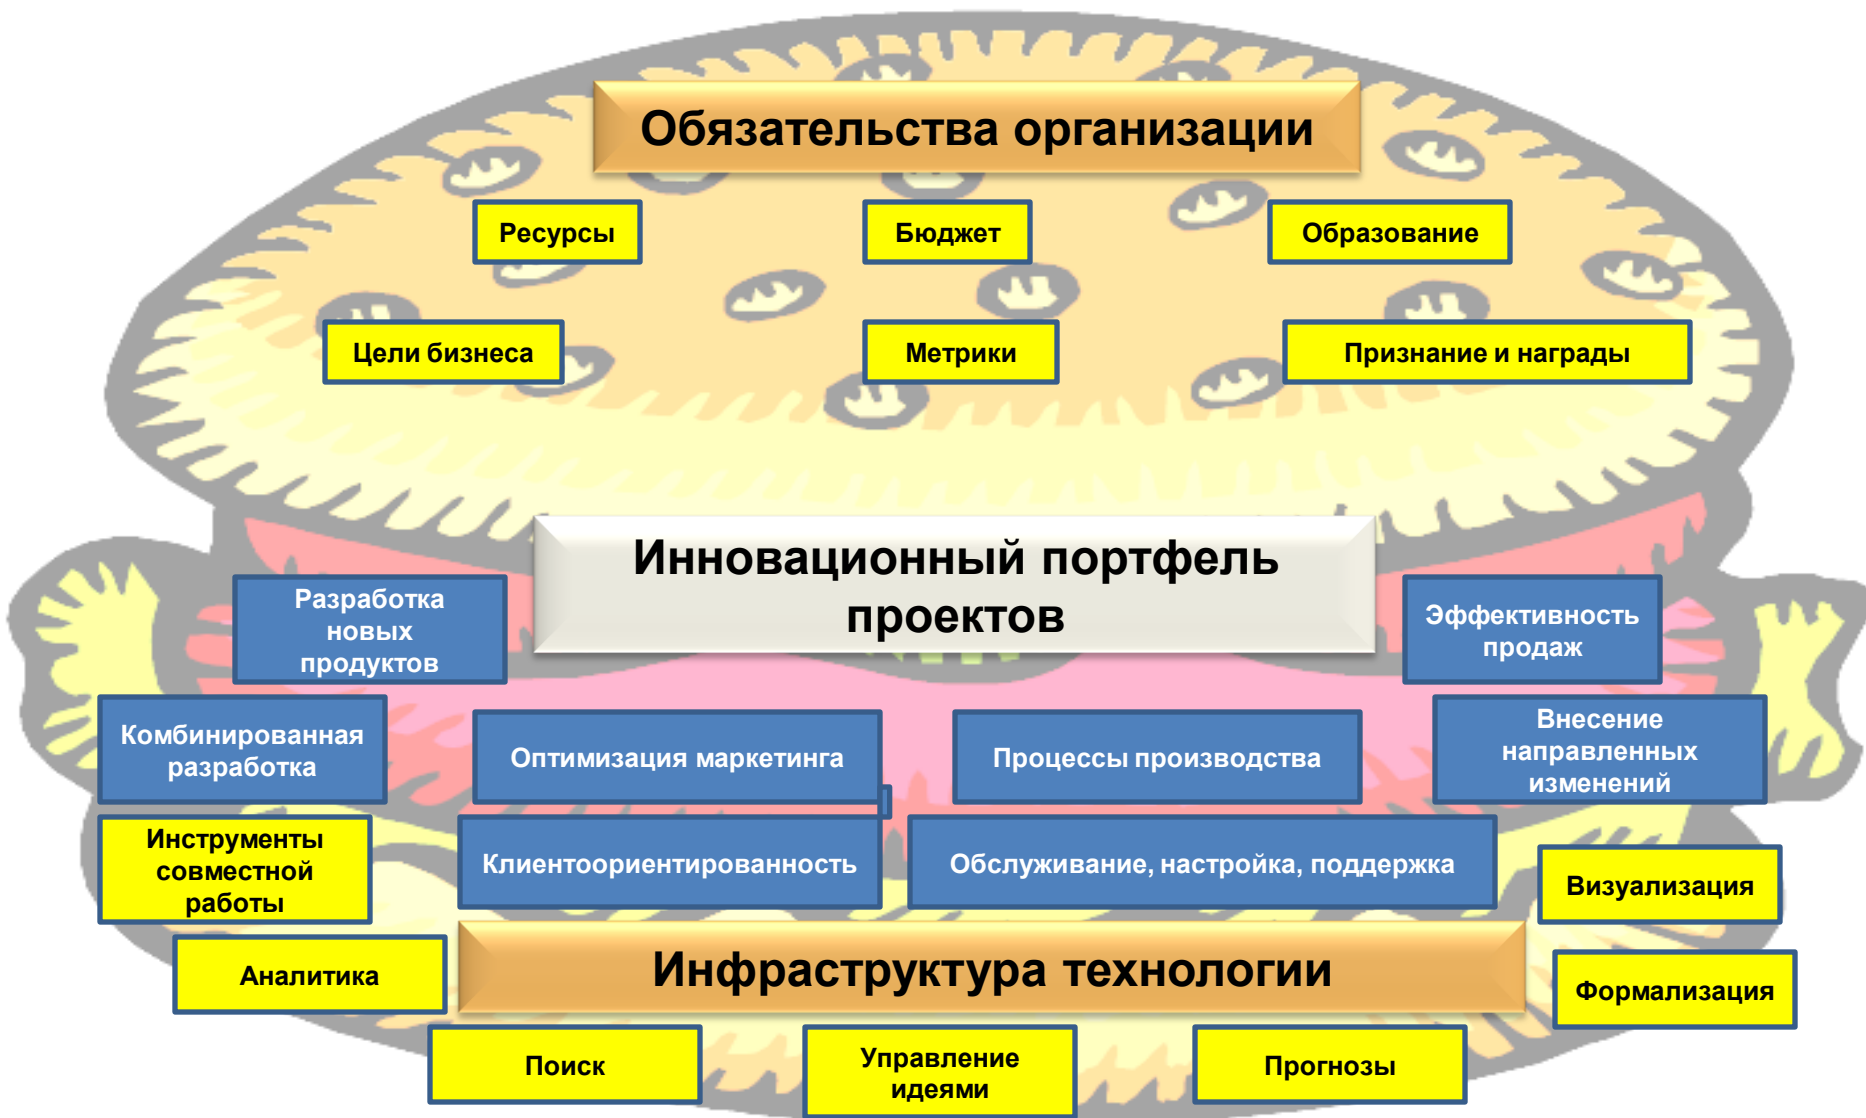 Обязательства организации
Ресурсы
Бюджет
Образование
Цели бизнеса
Метрики
Признание и награды
Инновационный портфель
проектов
Разработка
новых
продуктов
Эффективность
продаж
Комбинированная
разработка
Оптимизация маркетинга
Процессы производства
Внесение
направленных
изменений
Инструменты
совместной
работы
Клиентоориентированность
Обслуживание, настройка, поддержка
Визуализация
Аналитика
Инфраструктура технологии
Формализация
Поиск
Управление
идеями
Прогнозы